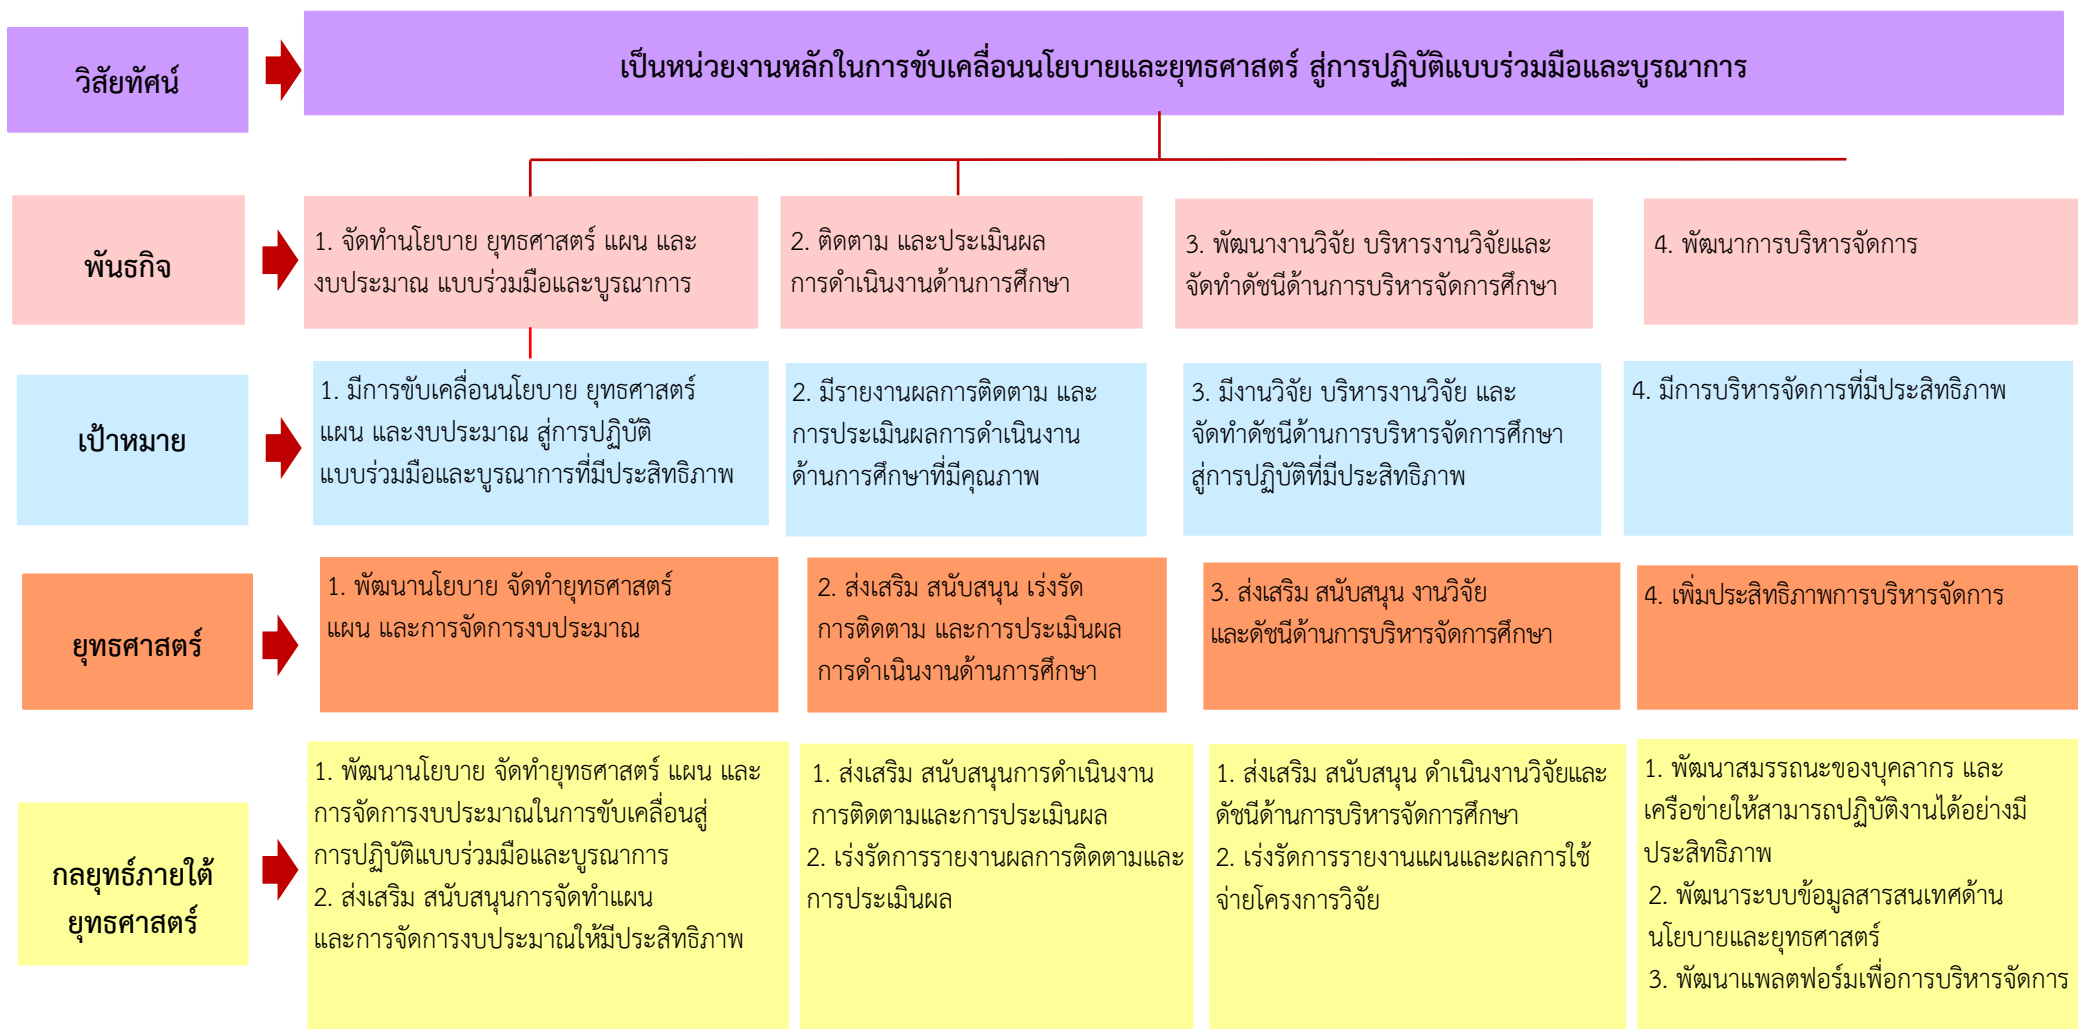 วิสัยทัศน์
เป็นหน่วยงานหลักในการขับเคลื่อนนโยบายและยุทธศาสตร์ สู่การปฏิบัติแบบร่วมมือและบูรณาการ
พันธกิจ
1. จัดทำนโยบาย ยุทธศาสตร์ แผน และ
งบประมาณ แบบร่วมมือและบูรณาการ
2. ติดตาม และประเมินผล
การดำเนินงานด้านการศึกษา
3. พัฒนางานวิจัย บริหารงานวิจัยและ
จัดทำดัชนีด้านการบริหารจัดการศึกษา
4. พัฒนาการบริหารจัดการ
เป้าหมาย
1. มีการขับเคลื่อนนโยบาย ยุทธศาสตร์
แผน และงบประมาณ สู่การปฏิบัติ
แบบร่วมมือและบูรณาการที่มีประสิทธิภาพ
2. มีรายงานผลการติดตาม และ
การประเมินผลการดำเนินงาน
ด้านการศึกษาที่มีคุณภาพ
3. มีงานวิจัย บริหารงานวิจัย และ
จัดทำดัชนีด้านการบริหารจัดการศึกษา
สู่การปฏิบัติที่มีประสิทธิภาพ
4. มีการบริหารจัดการที่มีประสิทธิภาพ
ยุทธศาสตร์
1. พัฒนานโยบาย จัดทำยุทธศาสตร์
แผน และการจัดการงบประมาณ
2. ส่งเสริม สนับสนุน เร่งรัด
การติดตาม และการประเมินผล
การดำเนินงานด้านการศึกษา
3. ส่งเสริม สนับสนุน งานวิจัย
และดัชนีด้านการบริหารจัดการศึกษา
4. เพิ่มประสิทธิภาพการบริหารจัดการ
กลยุทธ์ภายใต้
ยุทธศาสตร์
1. พัฒนานโยบาย จัดทำยุทธศาสตร์ แผน และ
การจัดการงบประมาณในการขับเคลื่อนสู่
การปฏิบัติแบบร่วมมือและบูรณาการ
2. ส่งเสริม สนับสนุนการจัดทำแผน
และการจัดการงบประมาณให้มีประสิทธิภาพ
1. ส่งเสริม สนับสนุนการดำเนินงาน
การติดตามและการประเมินผล
2. เร่งรัดการรายงานผลการติดตามและ
การประเมินผล
1. ส่งเสริม สนับสนุน ดำเนินงานวิจัยและ
ดัชนีด้านการบริหารจัดการศึกษา
2. เร่งรัดการรายงานแผนและผลการใช้
จ่ายโครงการวิจัย
1. พัฒนาสมรรถนะของบุคลากร และ
เครือข่ายให้สามารถปฏิบัติงานได้อย่างมี
ประสิทธิภาพ
2. พัฒนาระบบข้อมูลสารสนเทศด้าน
นโยบายและยุทธศาสตร์
3. พัฒนาแพลตฟอร์มเพื่อการบริหารจัดการ